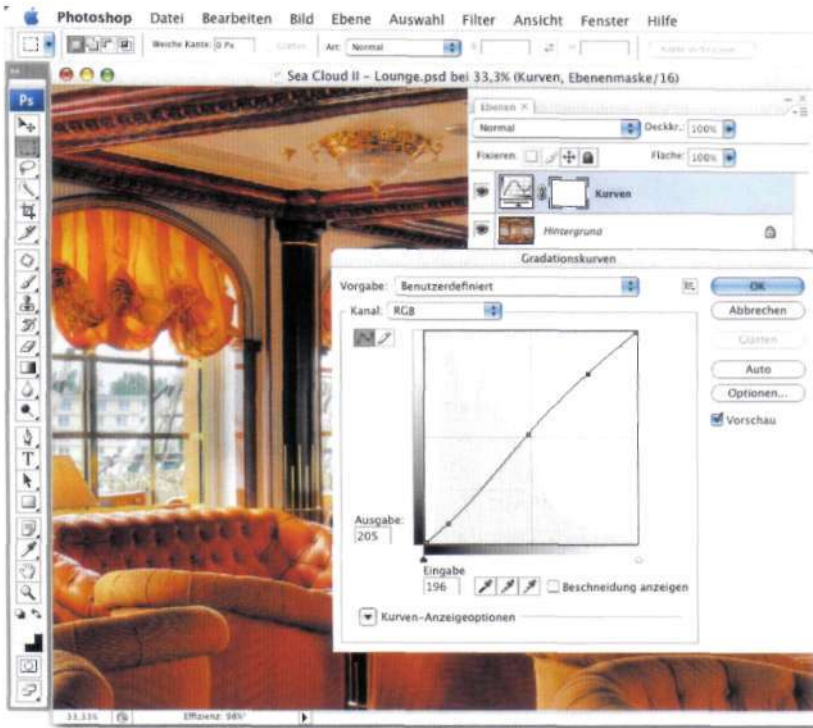 Photoshop Datei Bearbeiten Bild Ebene Auswahl Filter Ansicht Fenster Hilfe
Weiche Kante: 0 Px Glätten Art: Normal
Sea Cloud II – Lounge.psd bei 33,3% (Kurven, Ebenenmaske/16)
Ps
Ebenen ×
Normal Deckkr.: 100%
Fixieren: Fläche: 100%
Kurven
Hintergrund
Gradationskurven
Vorgabe: Benutzerdefiniert
OK
Kanal: RGB
Abbrechen
Glätten
Auto
Optionen...
Vorschau
Ausgabe:
205
Eingabe
196
Beschneidung anzeigen
Kurven-Anzeigeoptionen
T
33,33% Effizienz: 98%*